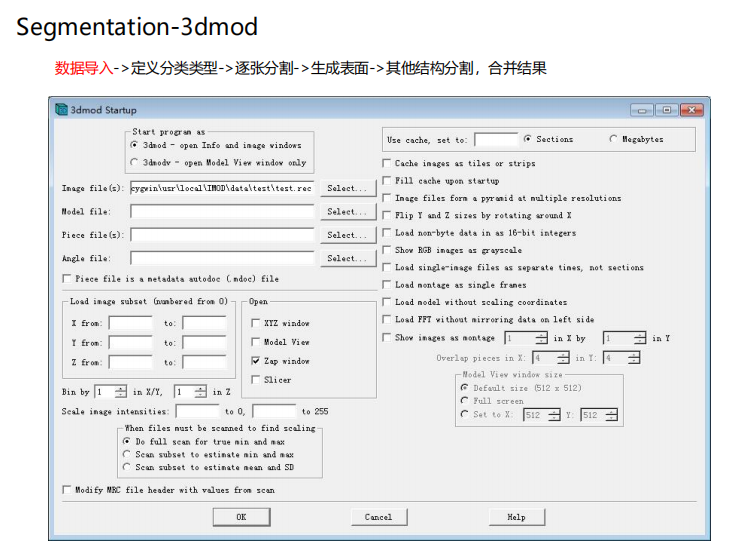 Segmentation-3dmod
数据导入->定义分类类型->逐张分割->生成表面->其他结构分割，合并结果
3dmod Startup
Start program as
3dmod - open Info and image windows
3dmodv - open Model View window only
Image file(s): cygwin\usr\local\IMOD\data\test\test.rec Select...
Model file: Select...
Piece file(s): Select...
Angle file: Select...
Piece file is a metadata autodoc (.mdoc) file
Load image subset (numbered from 0)
X from: to:
Y from: to:
Z from: to:
Open
XYZ window
Model View
Zap window
Slicer
Bin by 1 in X/Y, 1 in Z
Scale image intensities: to 0, to 255
When files must be scanned to find scaling
Do full scan for true min and max
Scan subset to estimate min and max
Scan subset to estimate mean and SD
Modify MRC file header with values from scan
Use cache, set to: Sections Megabytes
Cache images as tiles or strips
Fill cache upon startup
Image files form a pyramid at multiple resolutions
Flip Y and Z sizes by rotating around X
Load non-byte data in as 16-bit integers
Show RGB images as grayscale
Load single-image files as separate times, not sections
Load montage as single frames
Load model without scaling coordinates
Load FFT without mirroring data on left side
Show images as montage 1 in X by 1 in Y
Overlap pieces in X: 4 in Y: 4
Model View window size
Default size (512 x 512)
Full screen
Set to X: 512 Y: 512
OK Cancel Help